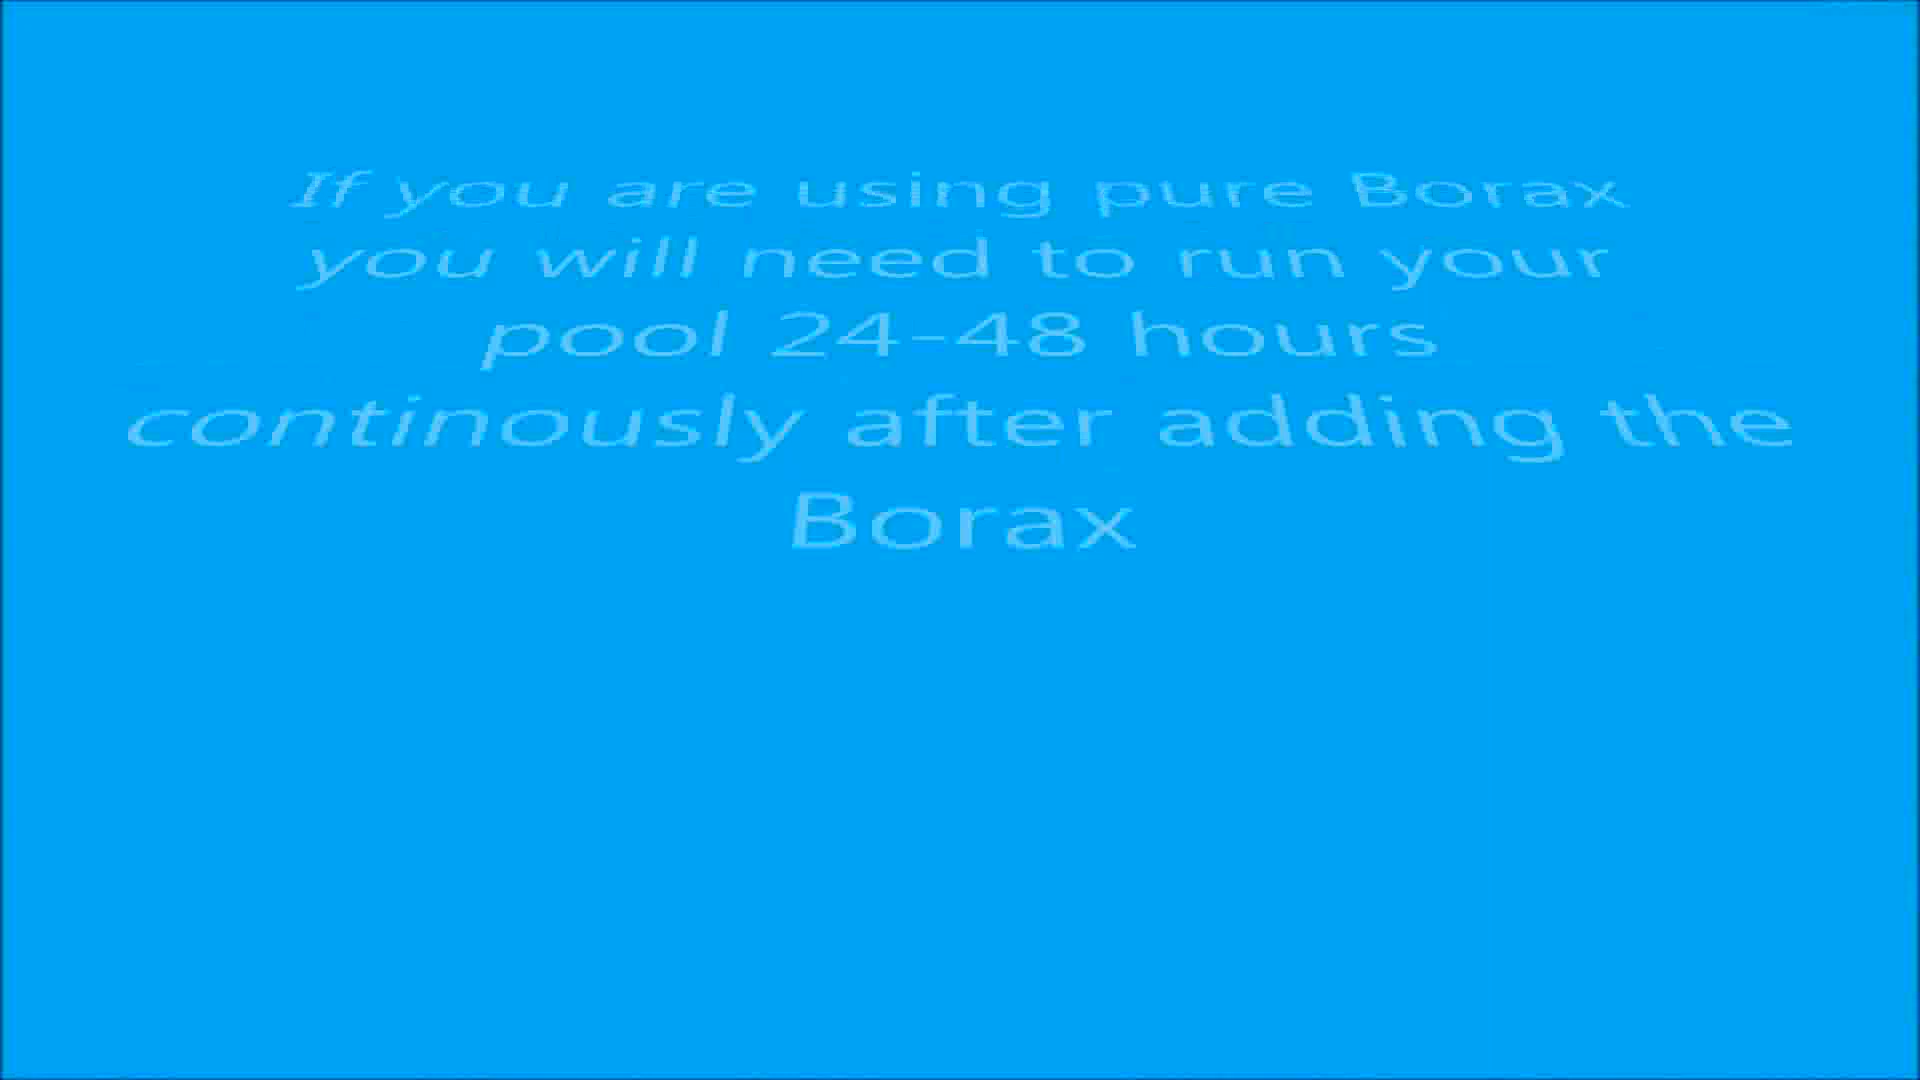 If you are using pure Borax
you will need to run your
pool 24-48 hours
continously after adding the
Borax